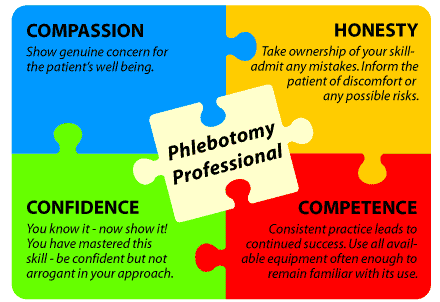 COMPASSION
Show genuine concern for
the patient's well being.
HONESTY
Take ownership of your skill-
admit any mistakes. Inform the
patient of discomfort or
any possible risks.
Phlebotomy
Professional
CONFIDENCE
You know it - now show it!
You have mastered this
skill - be confident but not
arrogant in your approach.
COMPETENCE
Consistent practice leads to
continued success. Use all avail-
able equipment often enough to
remain familiar with its use.